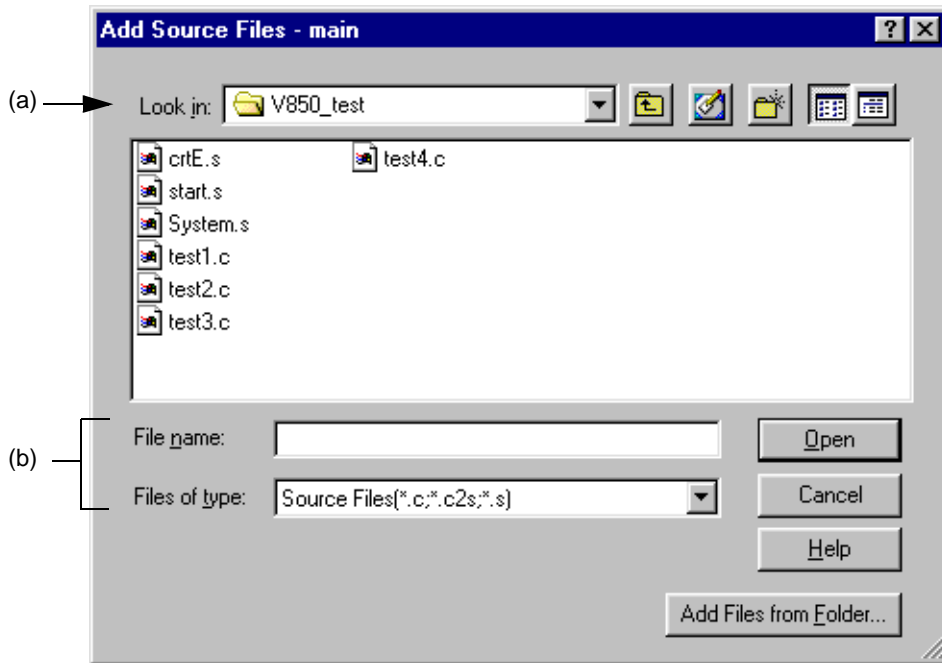 Add Source Files - main
(a)
Look in: V850_test
crtE.s
start.s
System.s
test1.c
test2.c
test3.c
test4.c
(b)
File name:
Open
Files of type: Source Files(*.c;*.c2s;*.s)
Cancel
Help
Add Files from Folder...